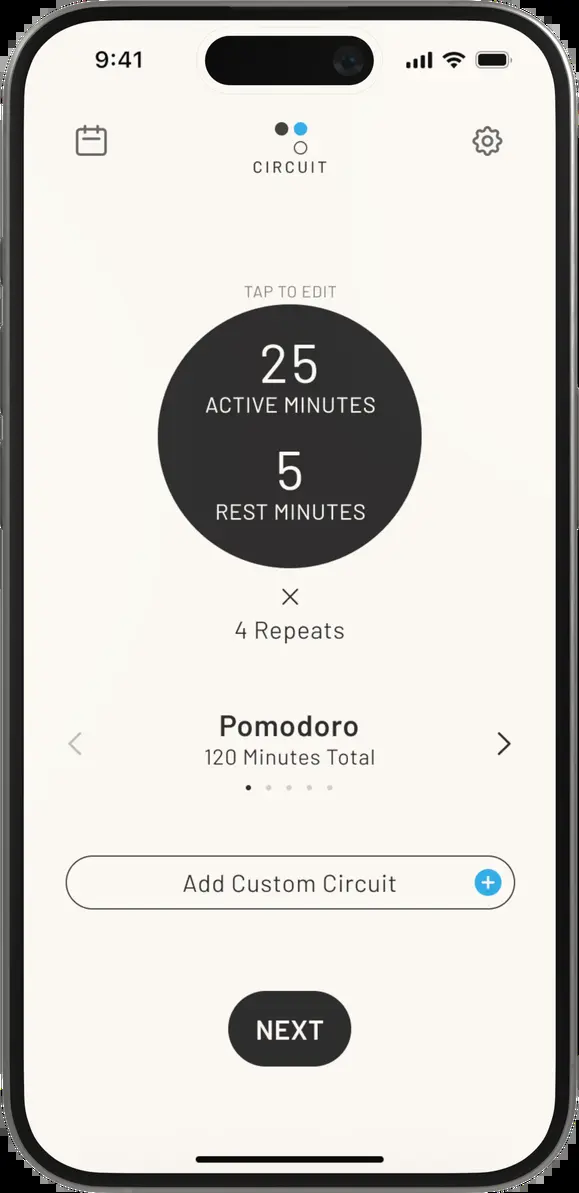 9:41
CIRCUIT
TAP TO EDIT
25
ACTIVE MINUTES
5
REST MINUTES
4 Repeats
Pomodoro
120 Minutes Total
Add Custom Circuit
NEXT